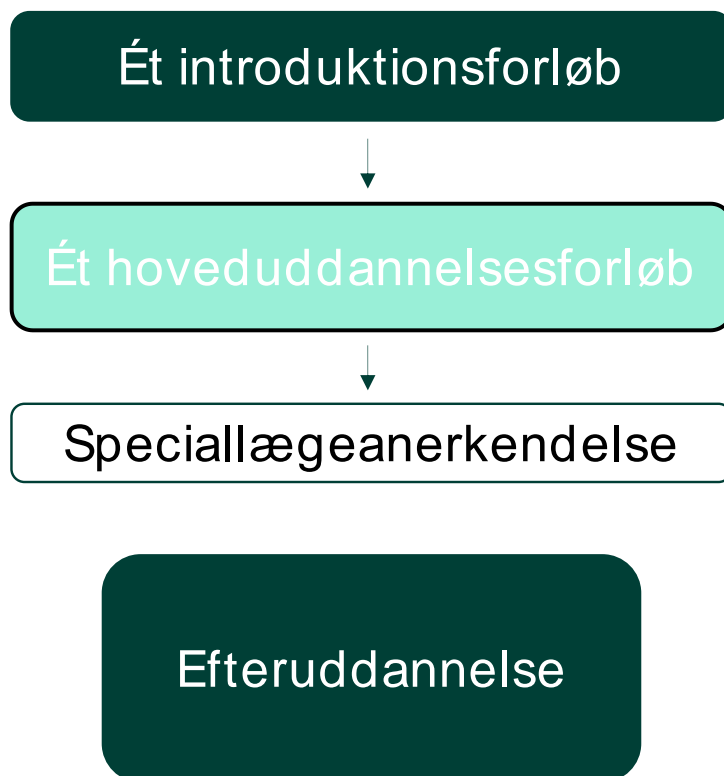 Ét introduktionsforløb
Ét hoveduddannelsesforløb
Speciallægeanerkendelse
Efteruddannelse